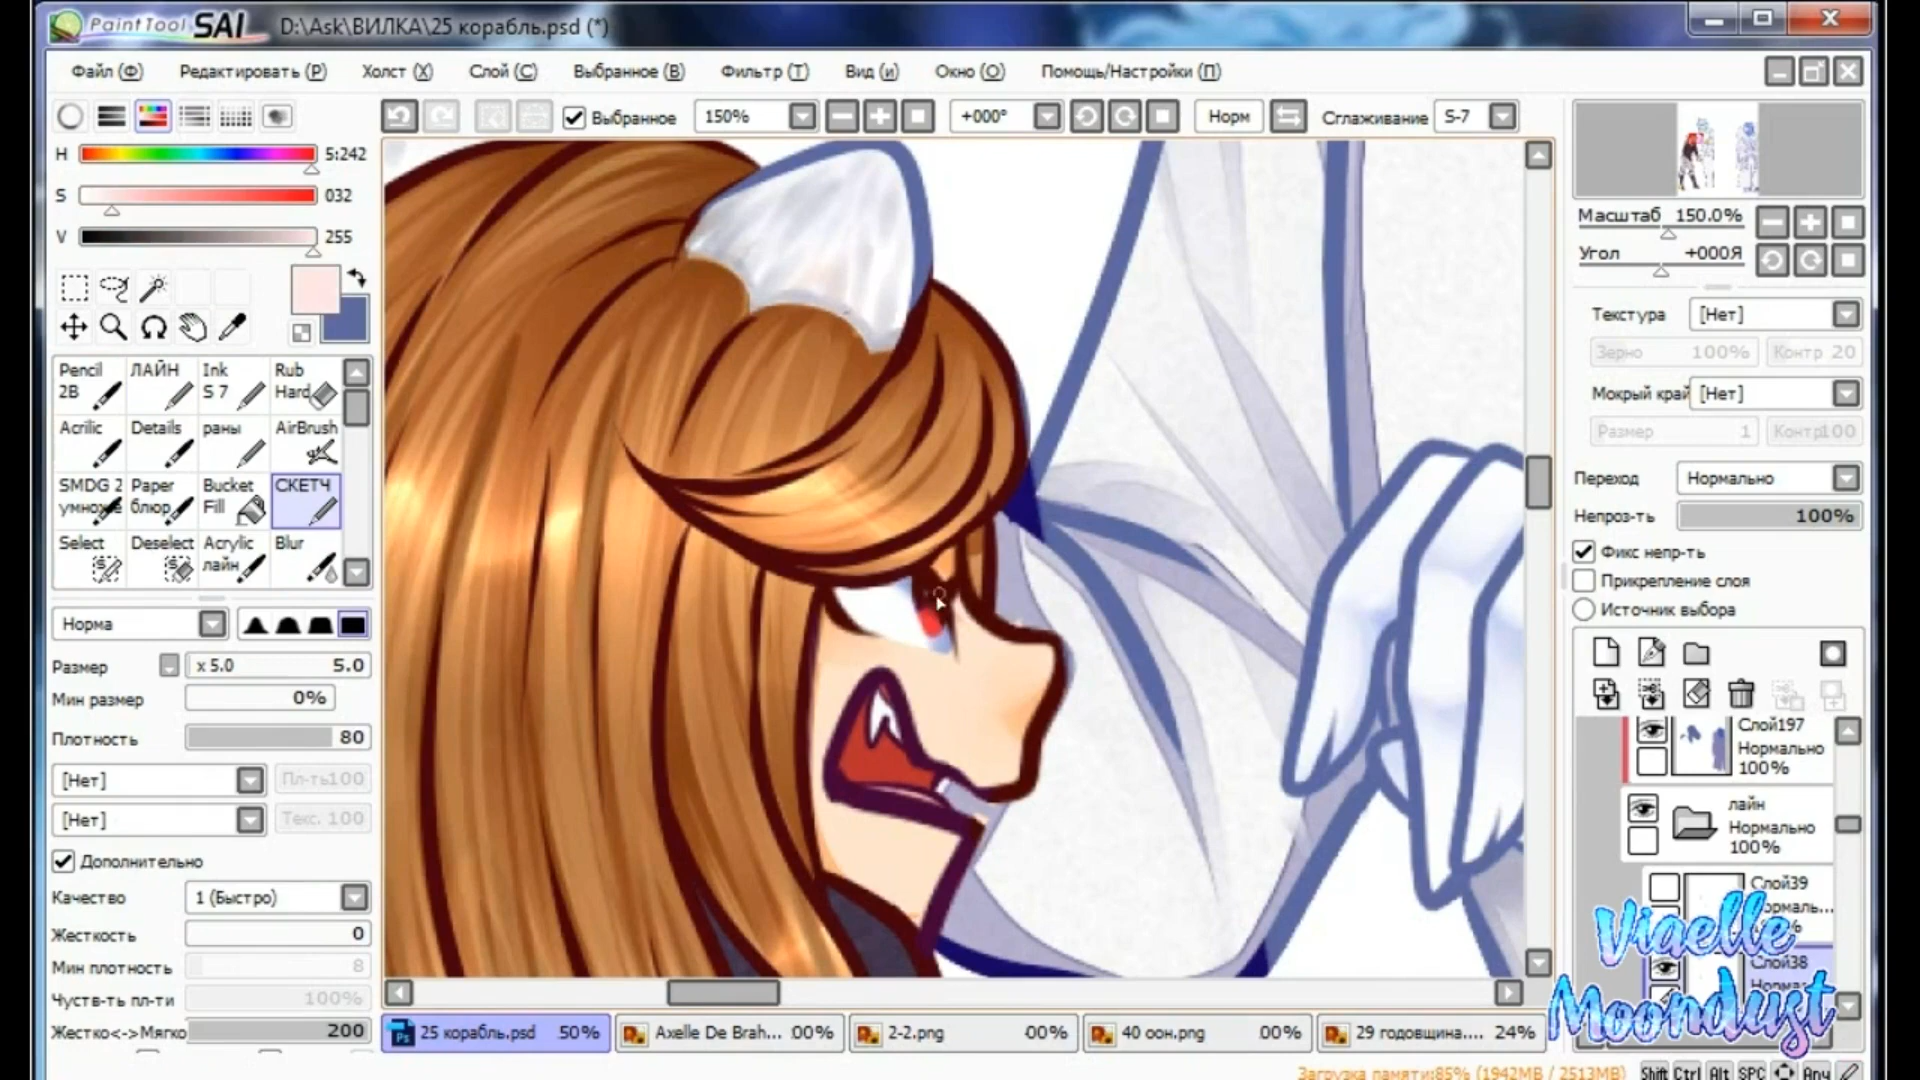 PaintTool SAI D:\Ask\ВИЛКА\25 корабль.psd (*)
Файл (Ф) Редактировать (Р) Холст (Х) Слой (С) Выбранное (В) Фильтр (Т) Вид (и) Окно (О) Помощь/Настройки (П)
Выбранное 150% +000° Норм Сглаживание S-7
H 5:242
S 032
V 255
Pencil 2B ЛАЙН Ink S 7 Rub Hard
Acrilic Details раны AirBrush
SMDG 2 умнож Paper блюр Bucket Fill СКЕТЧ
Select Deselect Acrylic лайн Blur
Норма
Размер x 5.0 5.0
Мин размер 0%
Плотность 80
[Нет] Пл-ть100
[Нет] Текс. 100
Дополнительно
Качество 1 (Быстро)
Жесткость 0
Мин плотность 8
Чуств-ть пл-ти 100%
Жестко<->Мягко 200
Масштаб 150.0%
Угол +000Я
Текстура [Нет]
Зерно 100% Контр 20
Мокрый край [Нет]
Размер 1 Контр100
Переход Нормально
Непроз-ть 100%
Фикс непр-ть
Прикрепление слоя
Источник выбора
Слой197
Нормально
100%
лайн
Нормально
100%
Слой39
Слой38
Viaelle
Moondust
25 корабль.psd 50% Axelle De Brah... 00% 2-2.png 00% 40 оон.png 00% 29 годовщина.... 24%
Загрузка памяти:85% (1942MB / 2513MB) Shift Ctrl Alt SPC Any